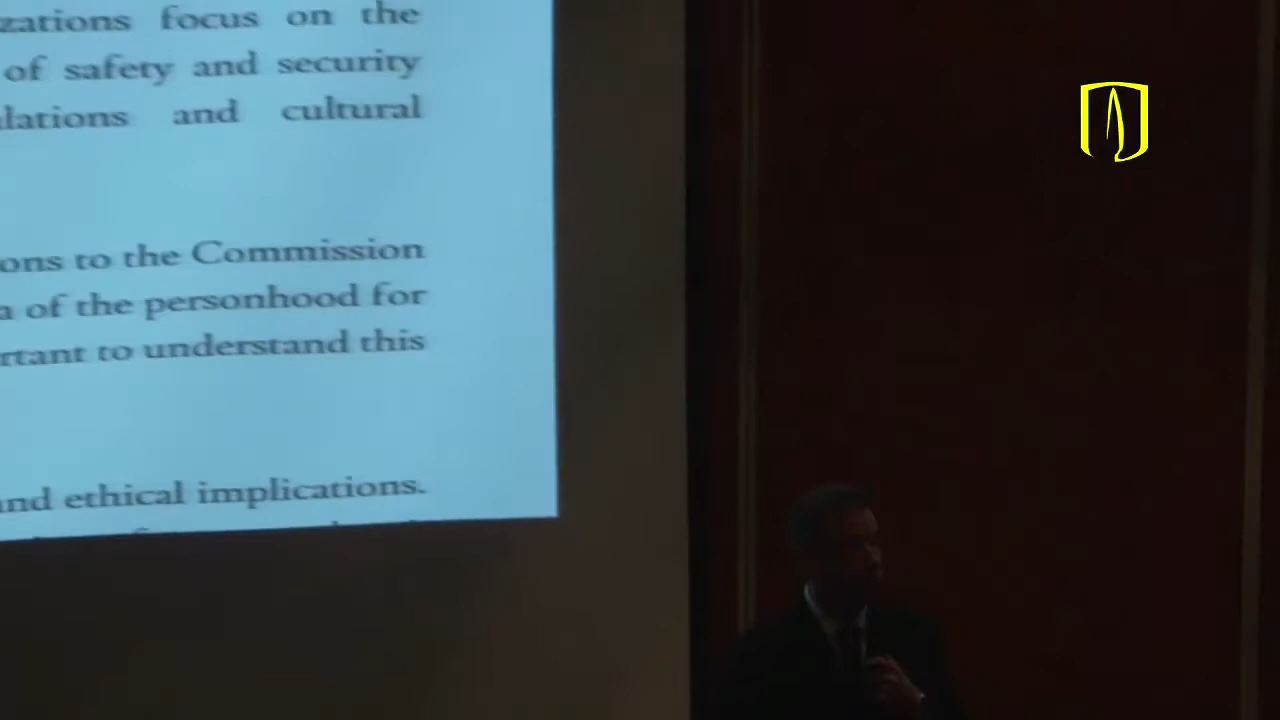 zations focus on the
of safety and security
lations and cultural
ons to the Commission
a of the personhood for
rtant to understand this
and ethical implications.